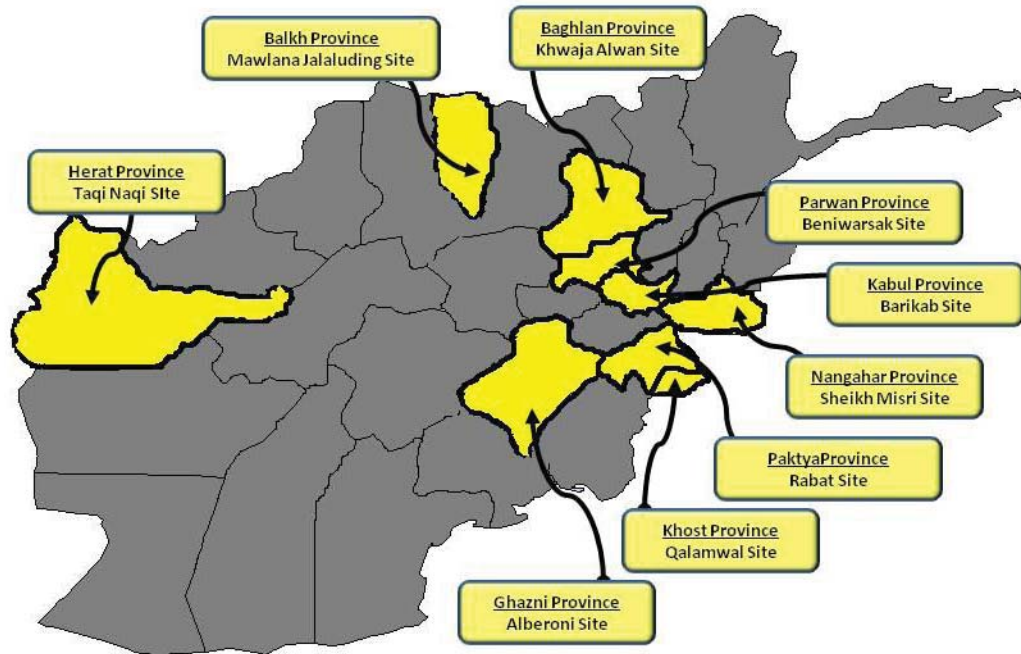 Balkh Province
Mawlana Jalaluding Site
Baghlan Province
Khwaja Alwan Site
Herat Province
Taqi Naqi SIte
Parwan Province
Beniwarsak Site
Kabul Province
Barikab Site
Nangahar Province
Sheikh Misri Site
PaktyaProvince
Rabat Site
Khost Province
Qalamwal Site
Ghazni Province
Alberoni Site